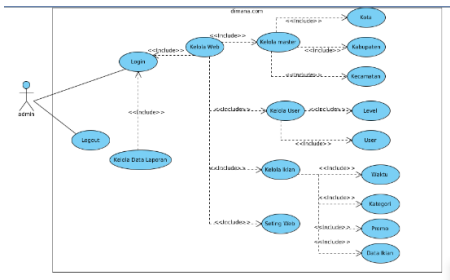 dimana.com
Kota
<<Include>>
Kelola Web
<<Include>>
Kelola master
<<Include>>
Kabupaten
<<Include>>
Login
<<Include>>
Kecamatan
admin
<<Include>>
<<Include>>
Kelola User
<<Include>>
Level
Logout
<<Include>>
User
Kelola Data Laporan
<<Include>>
Kelola Iklan
<<Include>>
Waktu
<<Include>>
Kategori
<<Include>>
Seting Web
<<Include>>
Promo
<<Include>>
Data Iklan